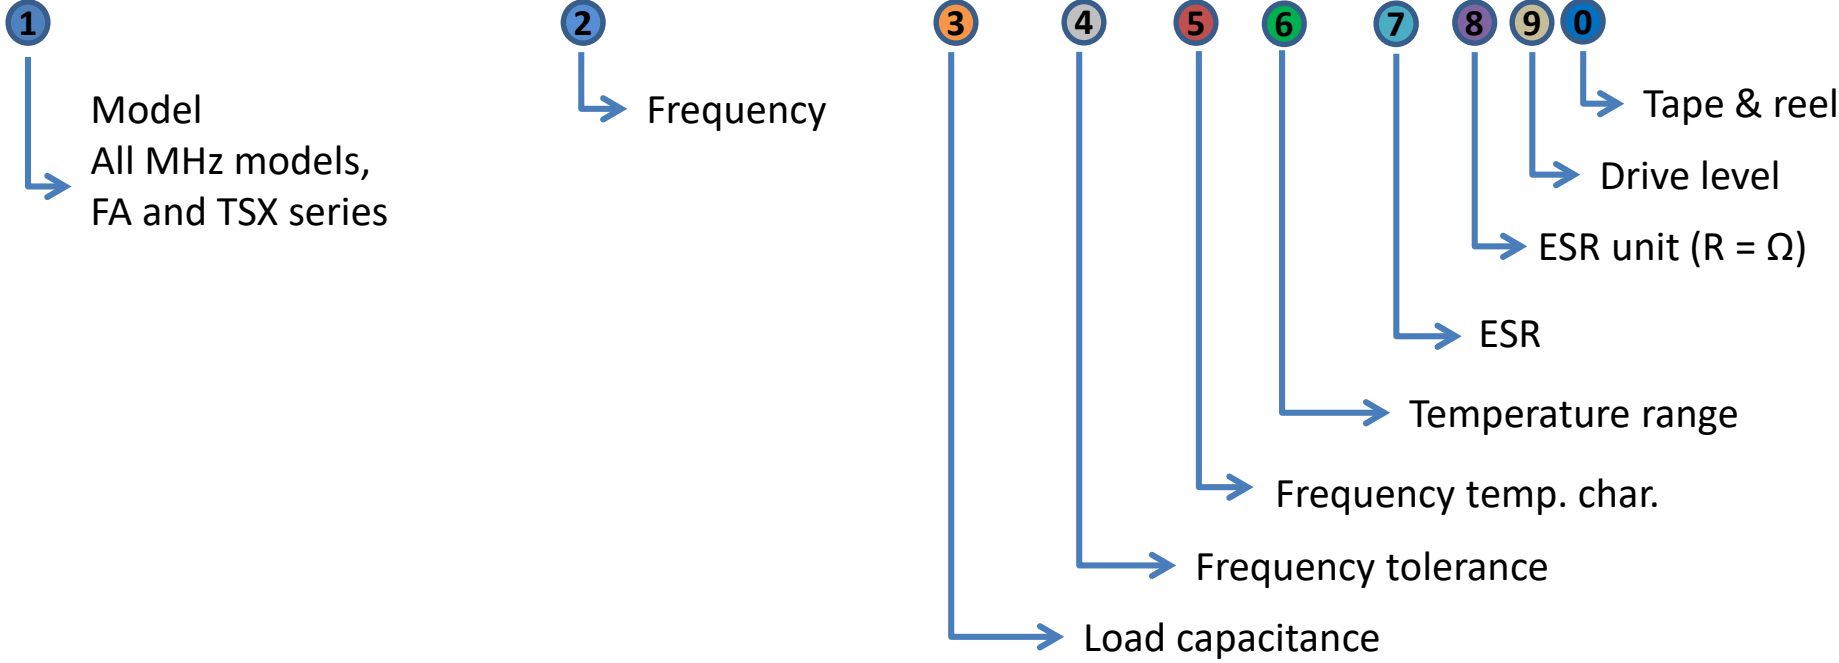 1 2 3 4 5 6 7 8 9 0
Model
All MHz models,
FA and TSX series
Frequency
Tape & reel
Drive level
ESR unit (R = Ω)
ESR
Temperature range
Frequency temp. char.
Frequency tolerance
Load capacitance